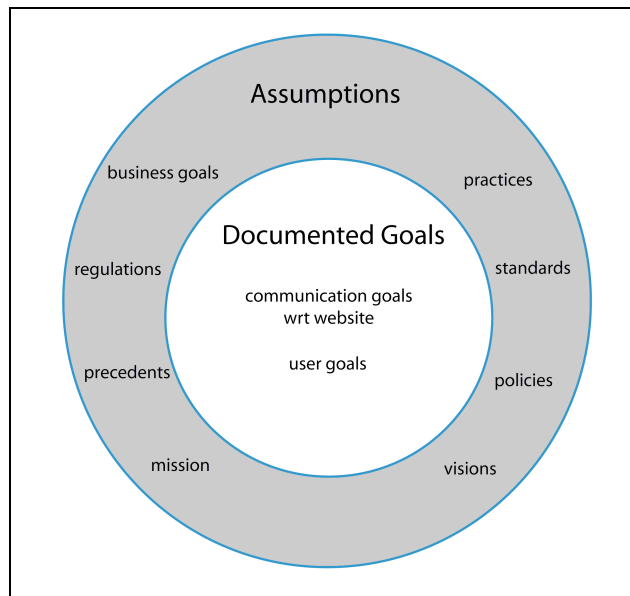 Assumptions
business goals
practices
Documented Goals
regulations
standards
communication goals
wrt website
user goals
precedents
policies
mission
visions